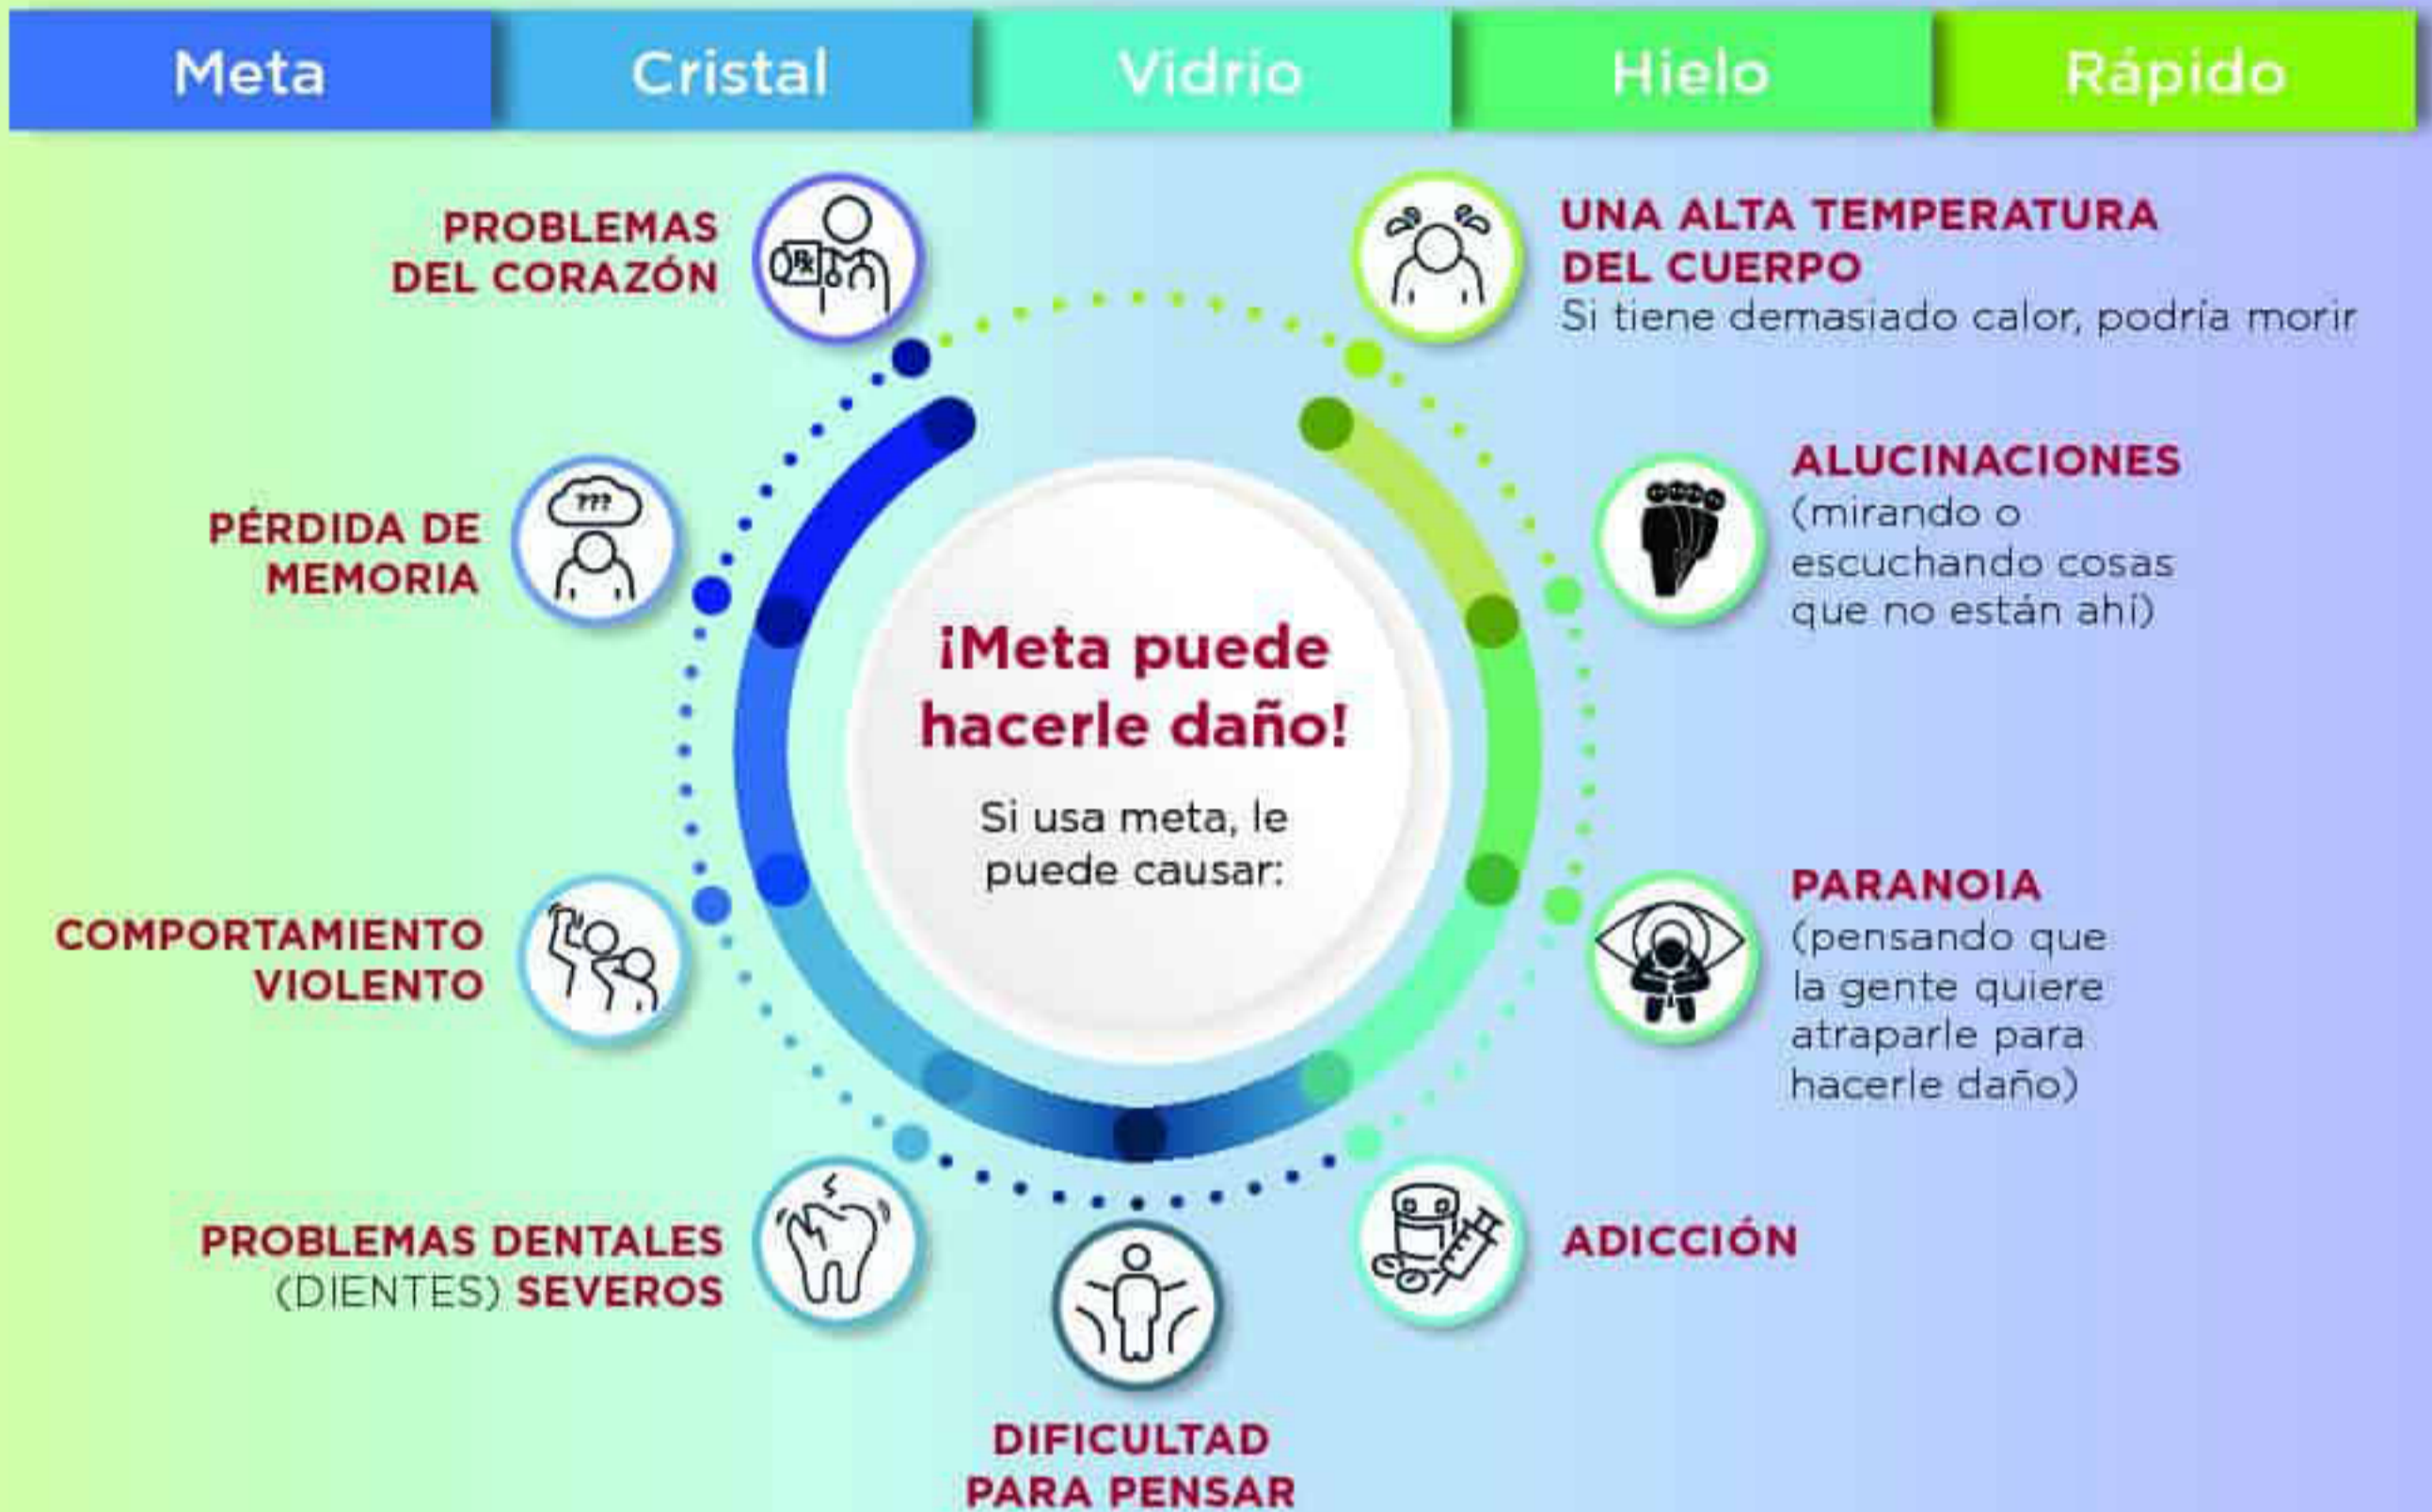 Meta
Cristal
Vidrio
Hielo
Rápido
PROBLEMAS
DEL CORAZÓN
UNA ALTA TEMPERATURA
DEL CUERPO
Si tiene demasiado calor, podría morir
PÉRDIDA DE
MEMORIA
???
ALUCINACIONES
(mirando o
escuchando cosas
que no están ahí)
¡Meta puede
hacerle daño!
Si usa meta, le
puede causar:
COMPORTAMIENTO
VIOLENTO
PARANOIA
(pensando que
la gente quiere
atraparle para
hacerle daño)
PROBLEMAS DENTALES
(DIENTES) SEVEROS
ADICCIÓN
DIFICULTAD
PARA PENSAR
Rx